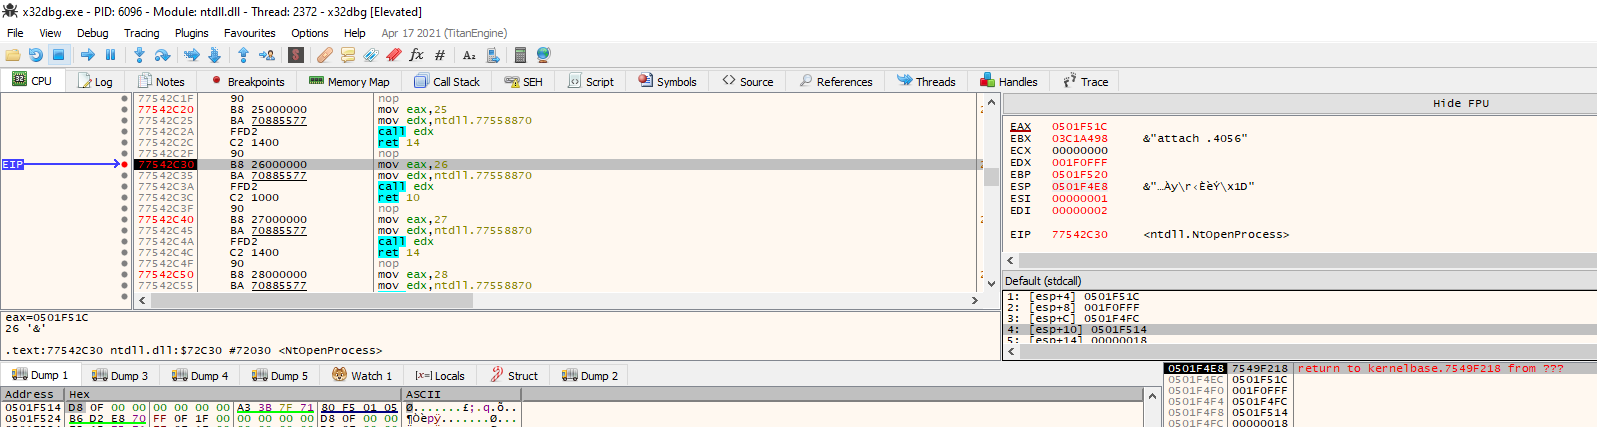 x32dbg.exe - PID: 6096 - Module: ntdll.dll - Thread: 2372 - x32dbg [Elevated]
File View Debug Tracing Plugins Favourites Options Help Apr 17 2021 (TitanEngine)
CPU Log Notes Breakpoints Memory Map Call Stack SEH Script Symbols Source References Threads Handles Trace
77542C1F 90 nop
77542C20 B8 25000000 mov eax,25
77542C25 BA 70885577 mov edx,ntdll.77558870
77542C2A FFD2 call edx
77542C2C C2 1400 ret 14
77542C2F 90 nop
EIP 77542C30 B8 26000000 mov eax,26
77542C35 BA 70885577 mov edx,ntdll.77558870
77542C3A FFD2 call edx
77542C3C C2 1000 ret 10
77542C3F 90 nop
77542C40 B8 27000000 mov eax,27
77542C45 BA 70885577 mov edx,ntdll.77558870
77542C4A FFD2 call edx
77542C4C C2 1400 ret 14
77542C4F 90 nop
77542C50 B8 28000000 mov eax,28
77542C55 BA 70885577 mov edx,ntdll.77558870
eax=0501F51C
26 '&'
.text:77542C30 ntdll.dll:$72C30 #72030 <NtOpenProcess>
Hide FPU
EAX 0501F51C
EBX 03C1A498 &"attach .4056"
ECX 00000000
EDX 001F0FFF
EBP 0501F520
ESP 0501F4E8 &"…Ày\r‹ÈèÝ\x1D"
ESI 00000001
EDI 00000002
EIP 77542C30 <ntdll.NtOpenProcess>
Default (stdcall)
1: [esp+4] 0501F51C
2: [esp+8] 001F0FFF
3: [esp+C] 0501F4FC
4: [esp+10] 0501F514
5: [esp+14] 00000018
Dump 1 Dump 3 Dump 4 Dump 5 Watch 1 [x]= Locals Struct Dump 2
Address Hex ASCII
0501F514 D8 0F 00 00 00 00 00 00 A3 3B 7F 71 80 F5 01 05 Ø.......£;.q.õ..
0501F524 B6 D2 E8 70 FF 0F 1F 00 00 00 00 00 D8 0F 00 00 ¶Òèpÿ.......Ø...
0501F4E8 7549F218 return to kernelbase.7549F218 from ???
0501F4EC 0501F51C
0501F4F0 001F0FFF
0501F4F4 0501F4FC
0501F4F8 0501F514
0501F4FC 00000018